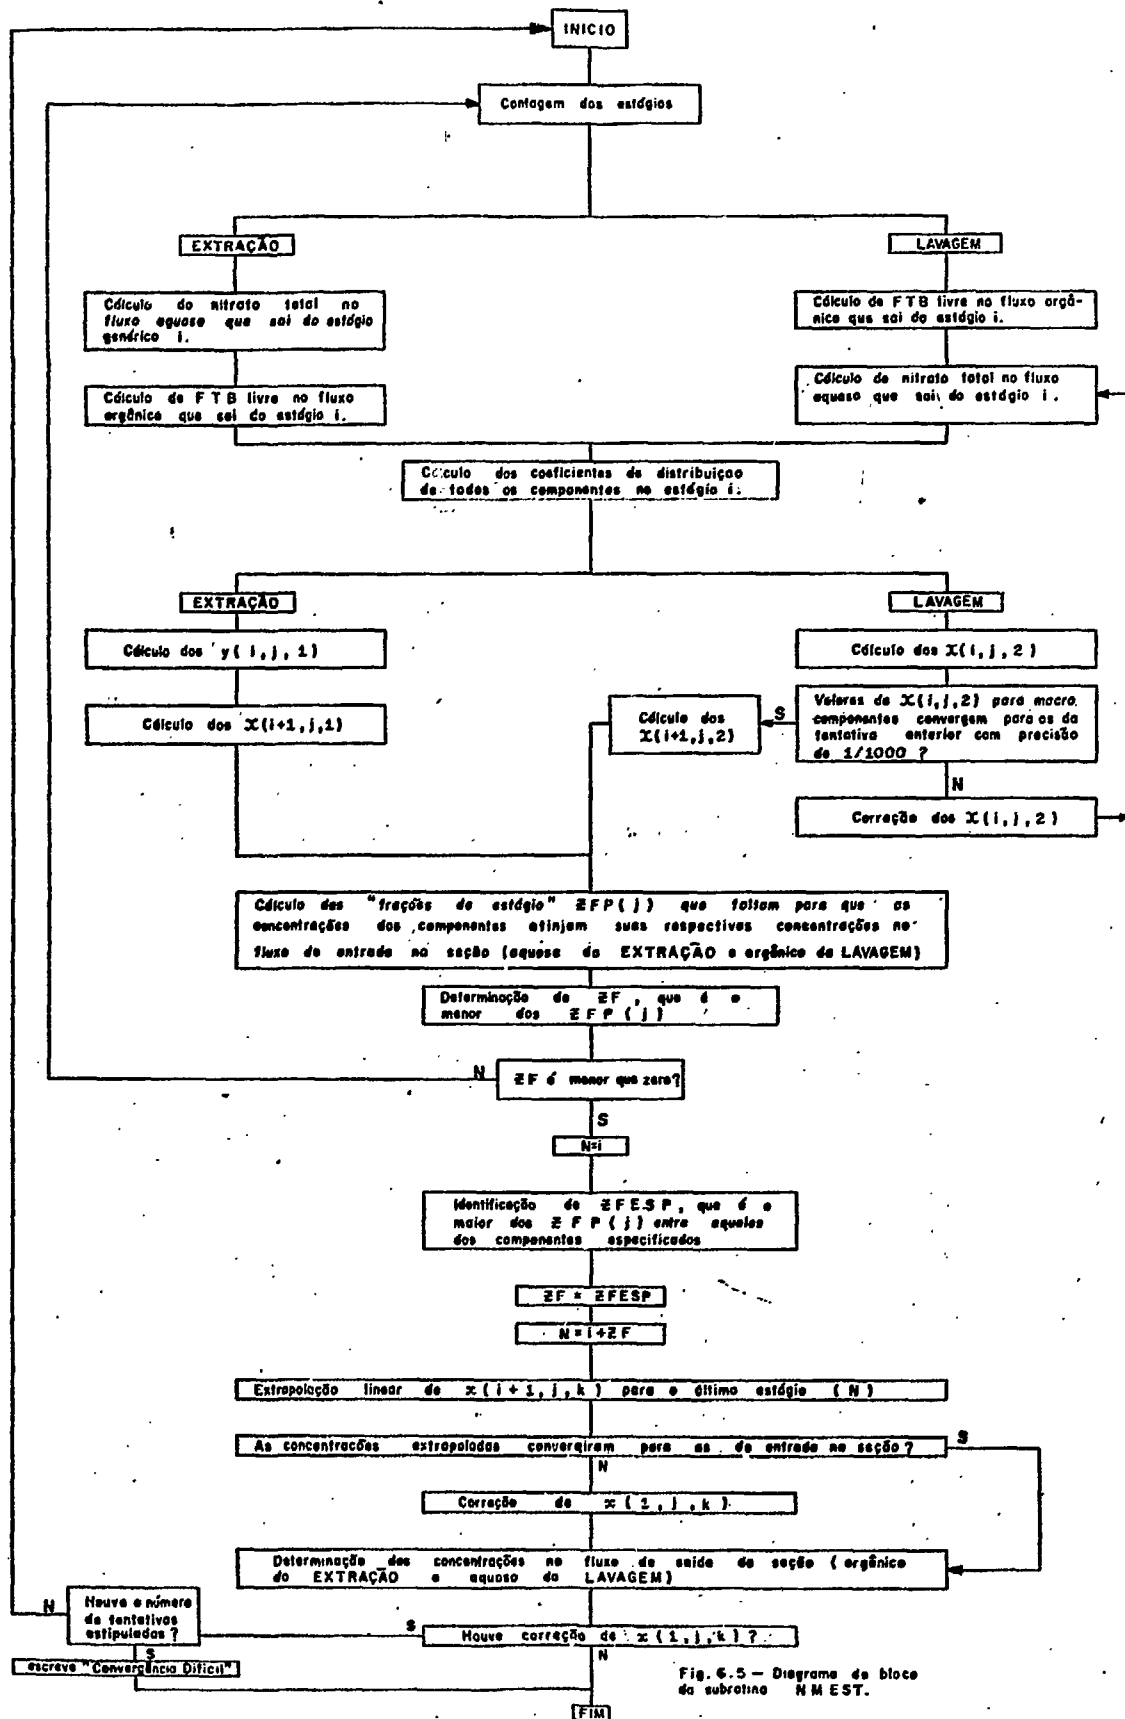 INICIO
Contagem dos estágios
EXTRAÇÃO
LAVAGEM
Cálculo do nitrato total no
fluxo aquoso que sai do estágio
genérico i.
Cálculo de FTB livre no fluxo orgâ-
nico que sai do estágio i.
Cálculo de FTB livre no fluxo
orgânico que sai do estágio i.
Cálculo de nitrato total no fluxo
aquoso que sai do estágio i.
Cálculo dos coeficientes de distribuiçao
de todos os componentes no estágio i.
EXTRAÇÃO
LAVAGEM
Cálculo dos y(i,j,1)
Cálculo dos X(i,j,2)
Cálculo dos X(i+1,j,1)
Cálculo dos
X(i+1,j,2)
S
Valores de X(i,j,2) para macro
componentes convergem para os da
tentativa anterior com precisão
de 1/1000 ?
N
Correção dos X(i,j,2)
Cálculo das "frações de estágio" ZFP(j) que faltam para que as
concentrações dos componentes atinjam suas respectivas concentrações no
fluxo de entrada na seção (aquoso da EXTRAÇÃO e orgânico da LAVAGEM)
Determinação de ZF, que é o
menor dos ZFP(j)
N
ZF é menor que zero?
S
N=i
Identificação de ZFESP, que é o
maior dos ZFP(j) entre aqueles
dos componentes especificados
ZF = ZFESP
N=i+ZF
Extrapolação linear de x(i+1,j,k) para o último estágio (N)
As concentracões extrapoladas convergiram para as de entrada na seção?
S
N
Correção de x(1,j,k)
Determinação das concentrações no fluxo de saída da seção (orgânico
da EXTRAÇÃO e aquoso da LAVAGEM)
N
Houve o número
de tentativas
estipuladas ?
S
Houve correção de x(1,j,k) ?
S
N
escreve "Convergência Difícil"
Fig. 6.5 — Diagrama de bloco
da subrotina NMEST.
FIM